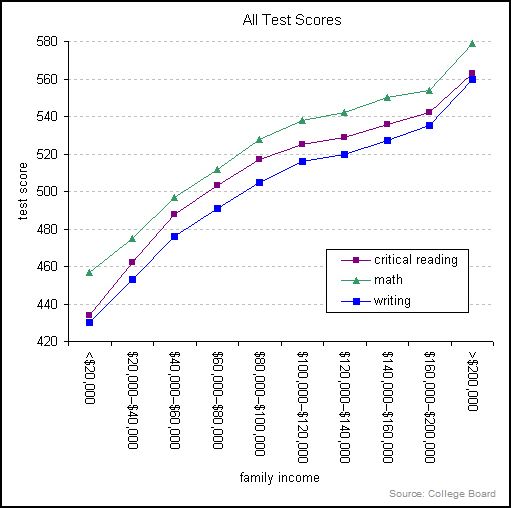 All Test Scores
580
560
540
520
500
480
460
440
420
test score
critical reading
math
writing
<$20,000
$20,000–$40,000
$40,000–$60,000
$60,000–$80,000
$80,000–$100,000
$100,000–$120,000
$120,000–$140,000
$140,000–$160,000
$160,000–$200,000
>$200,000
family income
Source: College Board